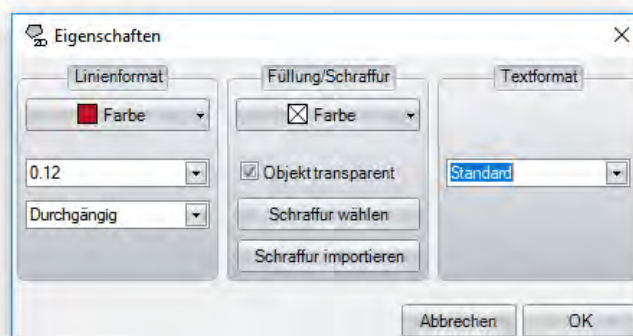 2D Eigenschaften
Linienformat
Farbe
0.12
Durchgängig
Füllung/Schraffur
Farbe
Objekt transparent
Schraffur wählen
Schraffur importieren
Textformat
Standard
Abbrechen
OK